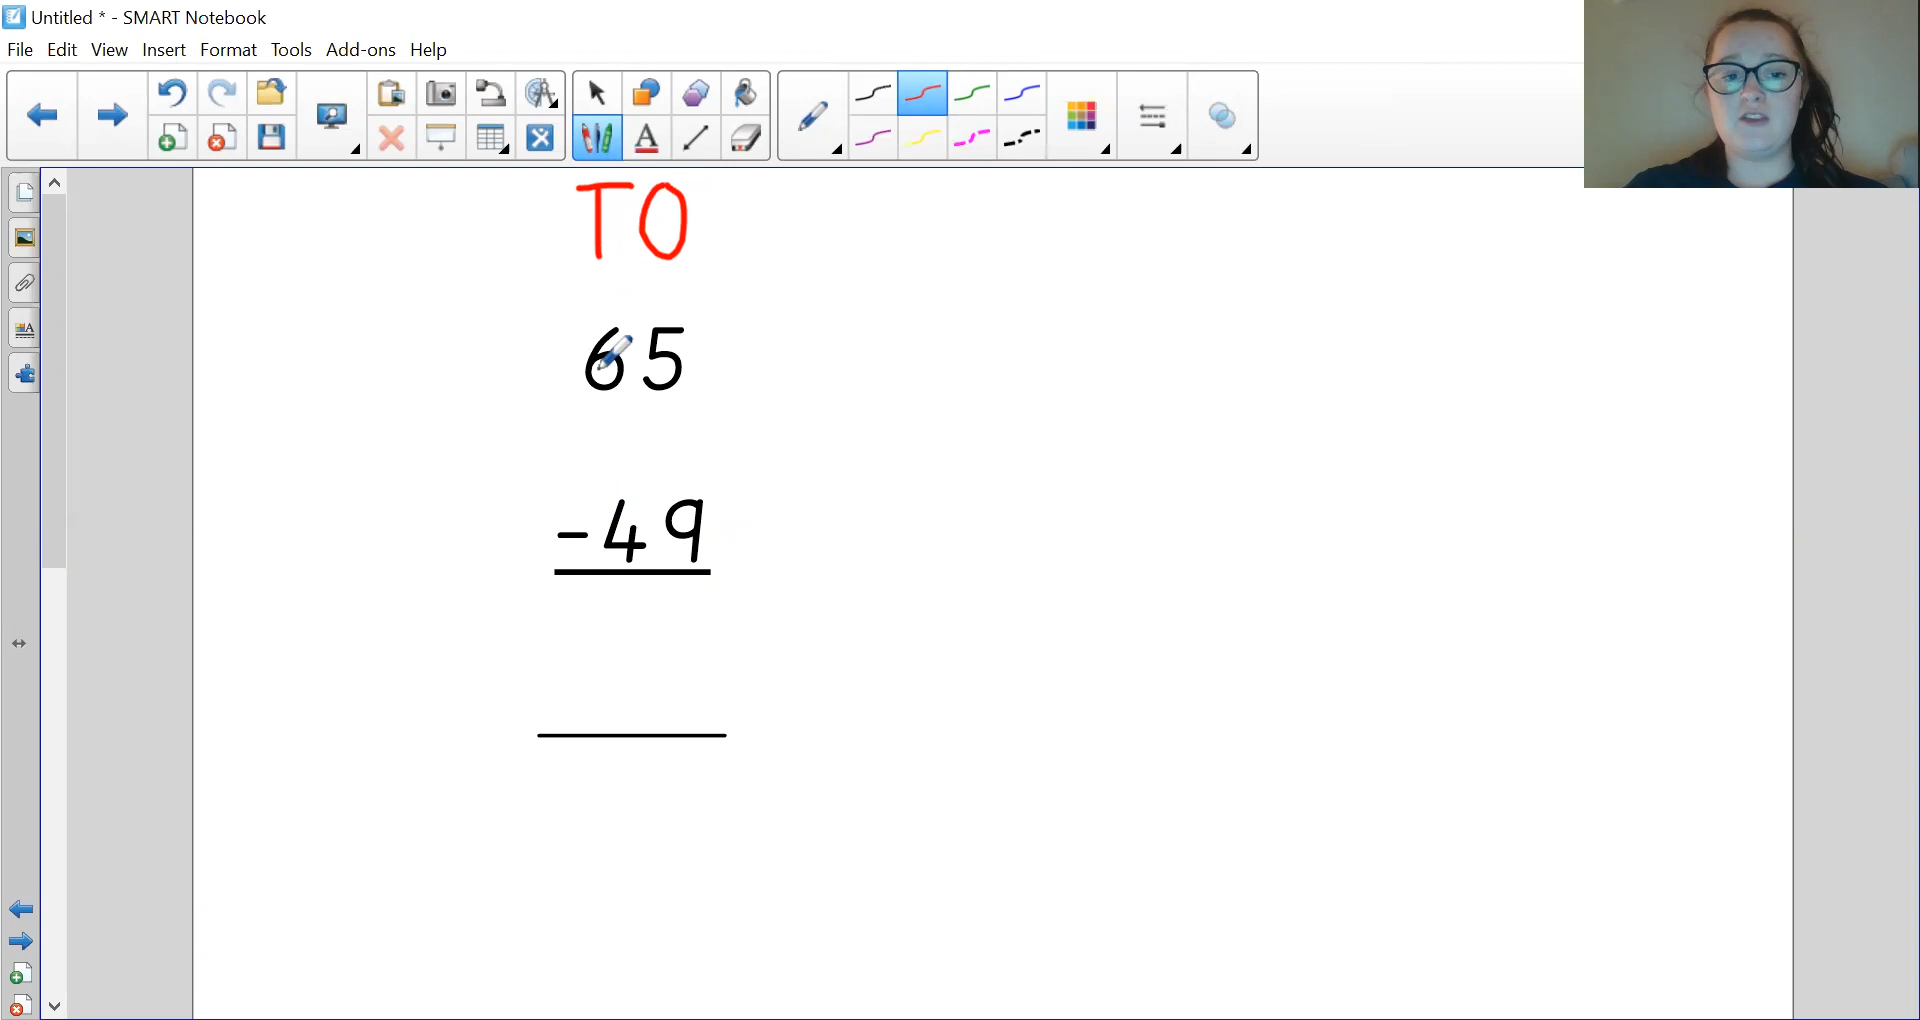 Untitled * - SMART Notebook
File Edit View Insert Format Tools Add-ons Help
TO
65
-49